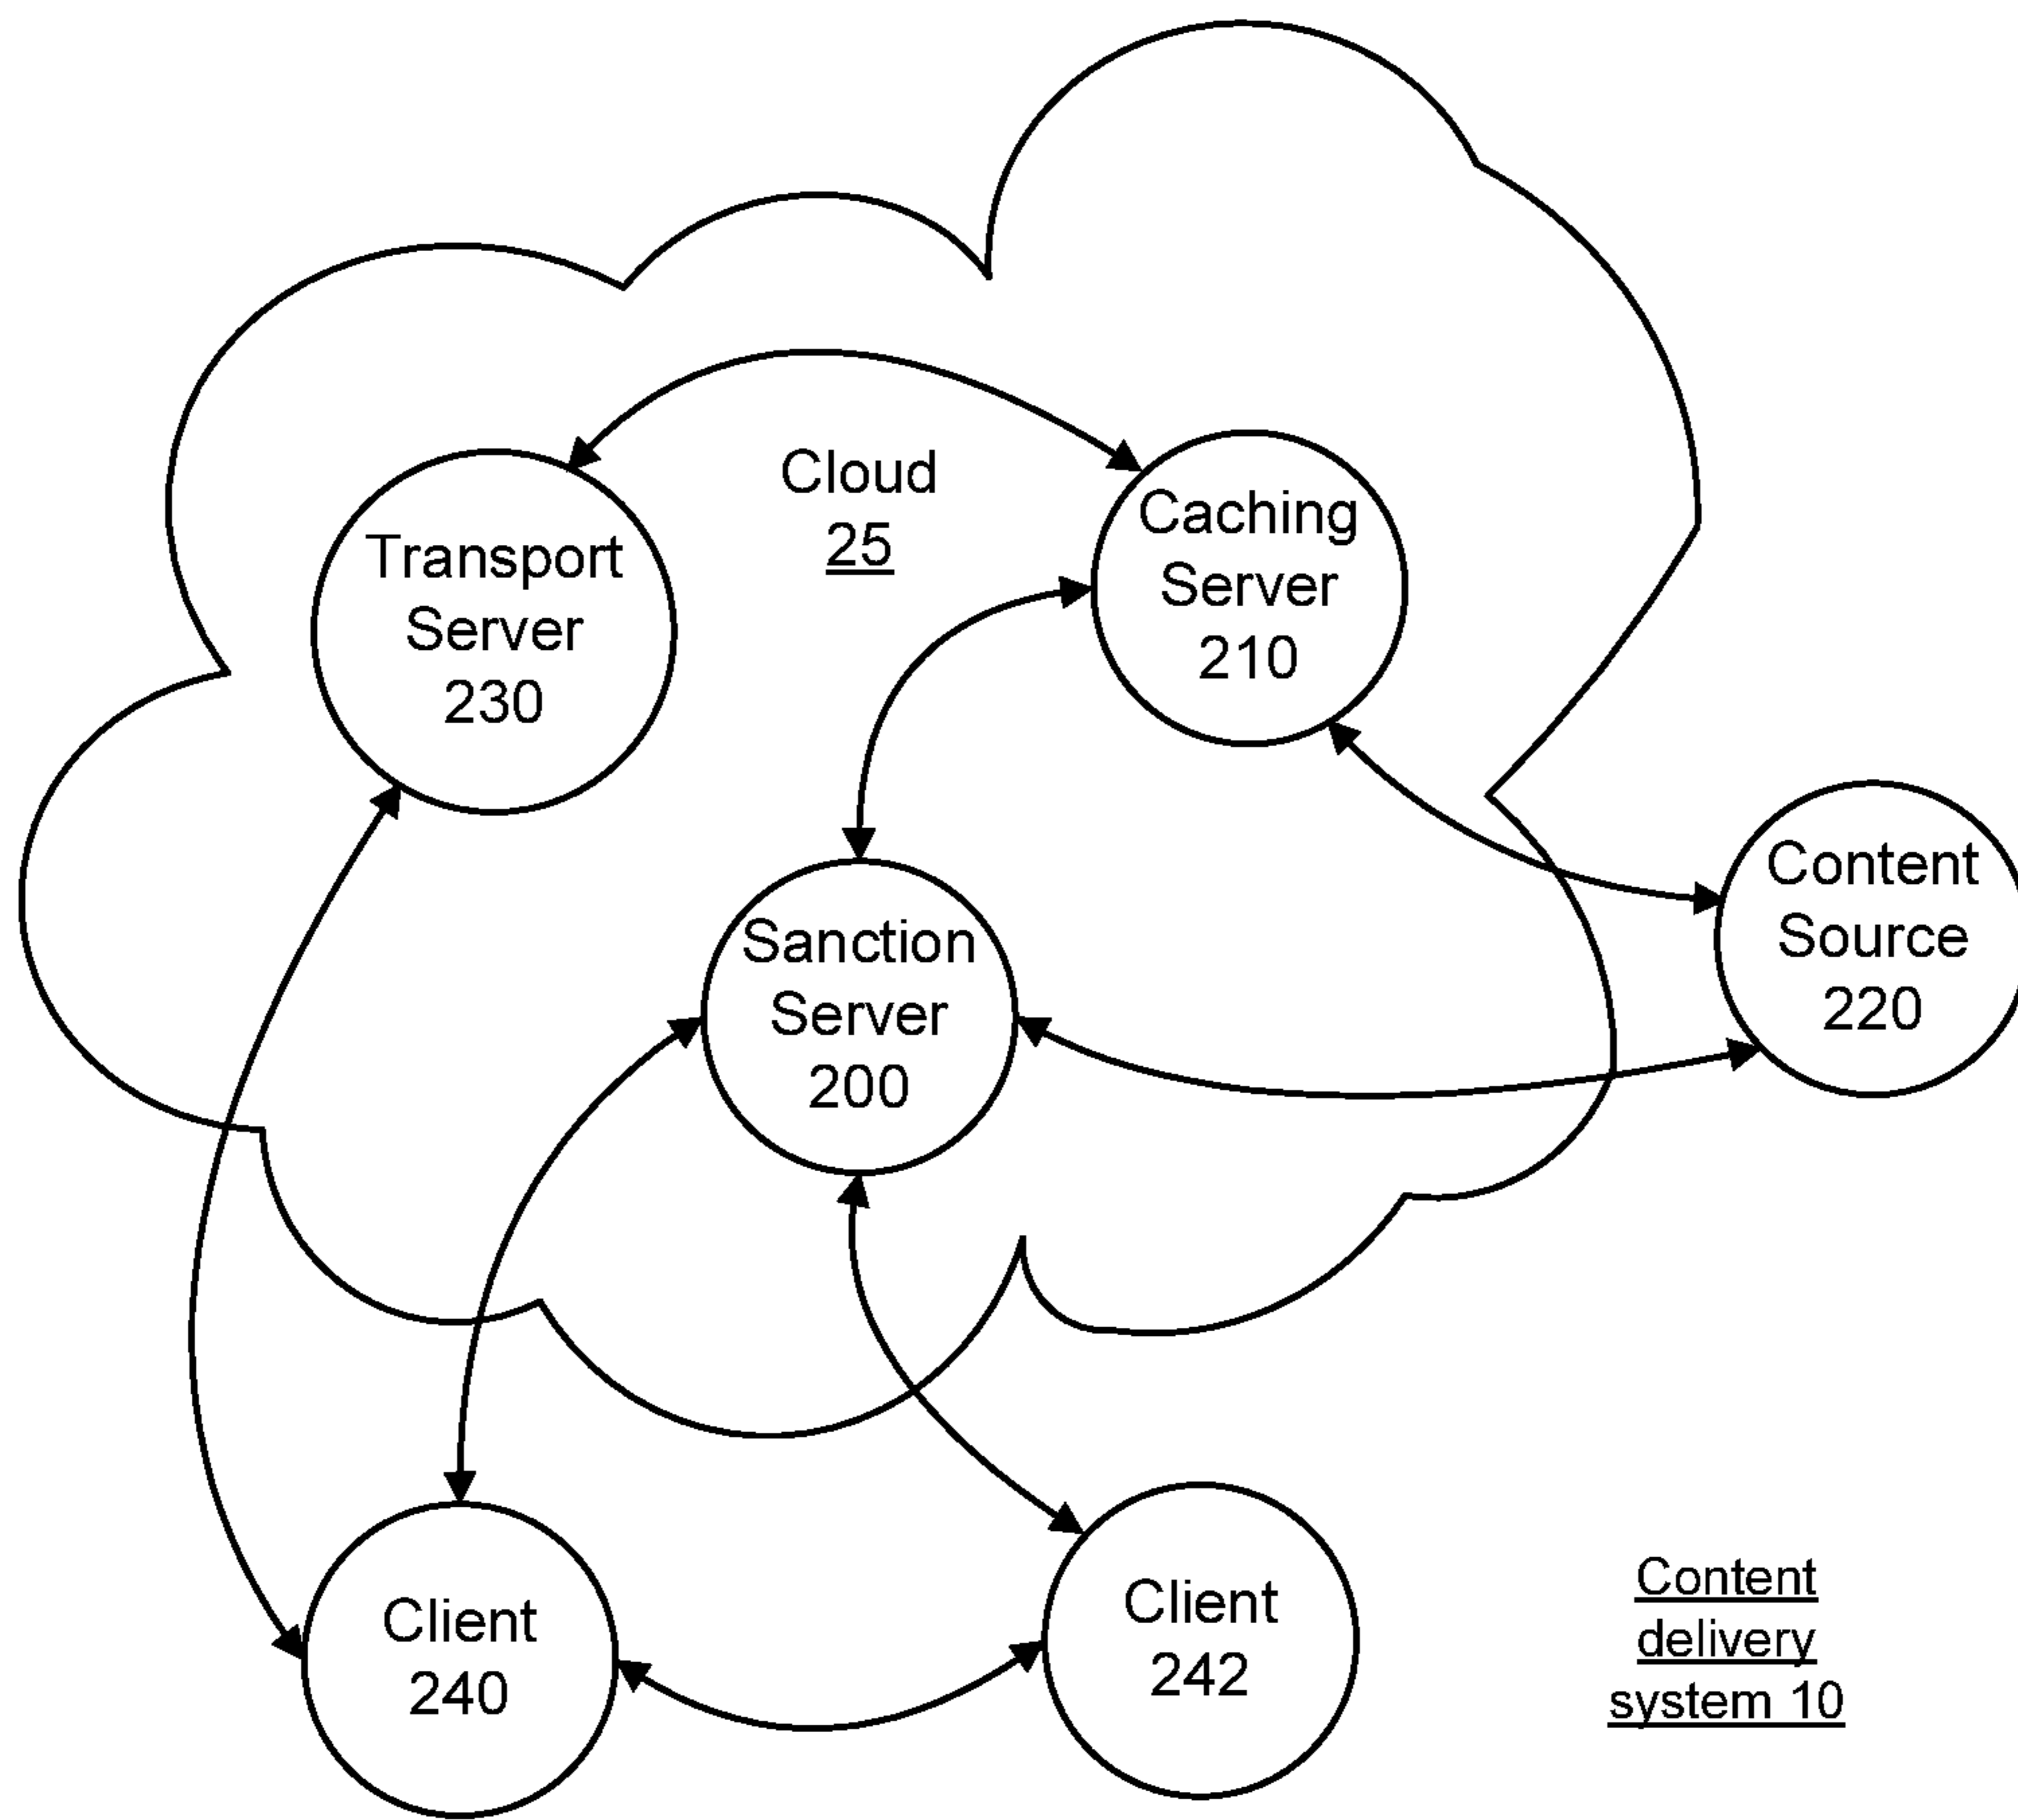 Cloud
25
Transport
Server
230
Caching
Server
210
Content
Source
220
Sanction
Server
200
Client
240
Client
242
Content
delivery
system 10